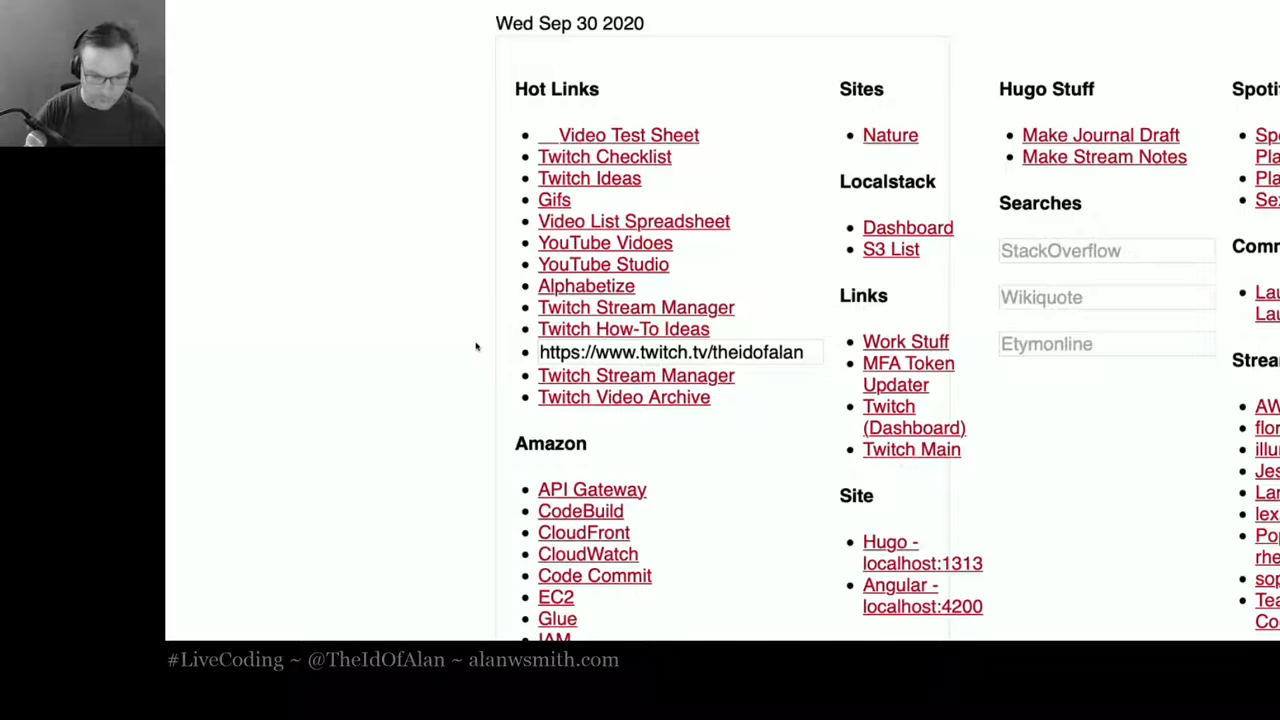 Wed Sep 30 2020
Hot Links
__Video Test Sheet
Twitch Checklist
Twitch Ideas
Gifs
Video List Spreadsheet
YouTube Vidoes
YouTube Studio
Alphabetize
Twitch Stream Manager
Twitch How-To Ideas
https://www.twitch.tv/theidofalan
Twitch Stream Manager
Twitch Video Archive
Amazon
API Gateway
CodeBuild
CloudFront
CloudWatch
Code Commit
EC2
Glue
IAM
Sites
Nature
Localstack
Dashboard
S3 List
Links
Work Stuff
MFA Token
Updater
Twitch
(Dashboard)
Twitch Main
Site
Hugo -
localhost:1313
Angular -
localhost:4200
Hugo Stuff
Make Journal Draft
Make Stream Notes
Searches
StackOverflow
Wikiquote
Etymonline
#LiveCoding ~ @TheIdOfAlan ~ alanwsmith.com